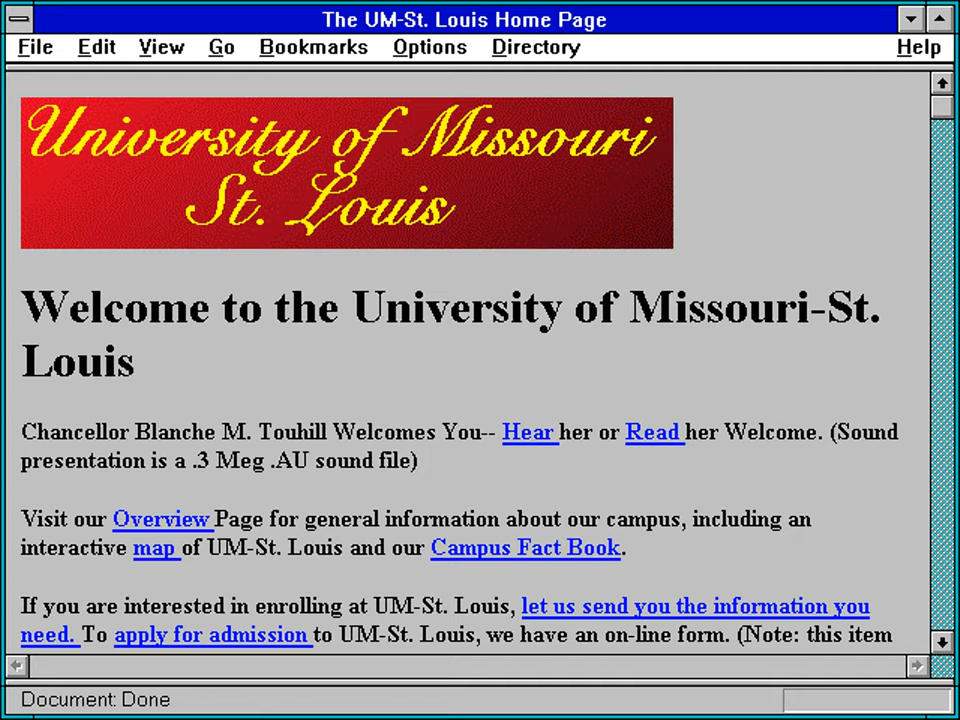 The UM-St. Louis Home Page
File Edit View Go Bookmarks Options Directory Help
University of Missouri
St. Louis
Welcome to the University of Missouri-St.
Louis
Chancellor Blanche M. Touhill Welcomes You-- Hear her or Read her Welcome. (Sound
presentation is a .3 Meg .AU sound file)
Visit our Overview Page for general information about our campus, including an
interactive map of UM-St. Louis and our Campus Fact Book.
If you are interested in enrolling at UM-St. Louis, let us send you the information you
need. To apply for admission to UM-St. Louis, we have an on-line form. (Note: this item
Document: Done